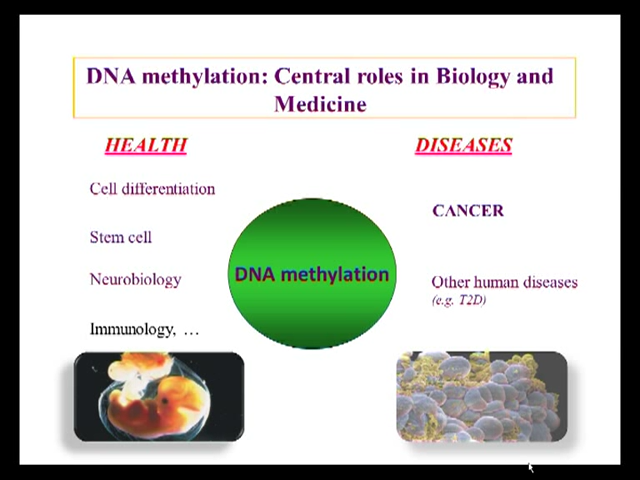 DNA methylation: Central roles in Biology and
Medicine
HEALTH
DISEASES
Cell differentiation
CANCER
Stem cell
DNA methylation
Neurobiology
Other human diseases
(e.g. T2D)
Immunology, …